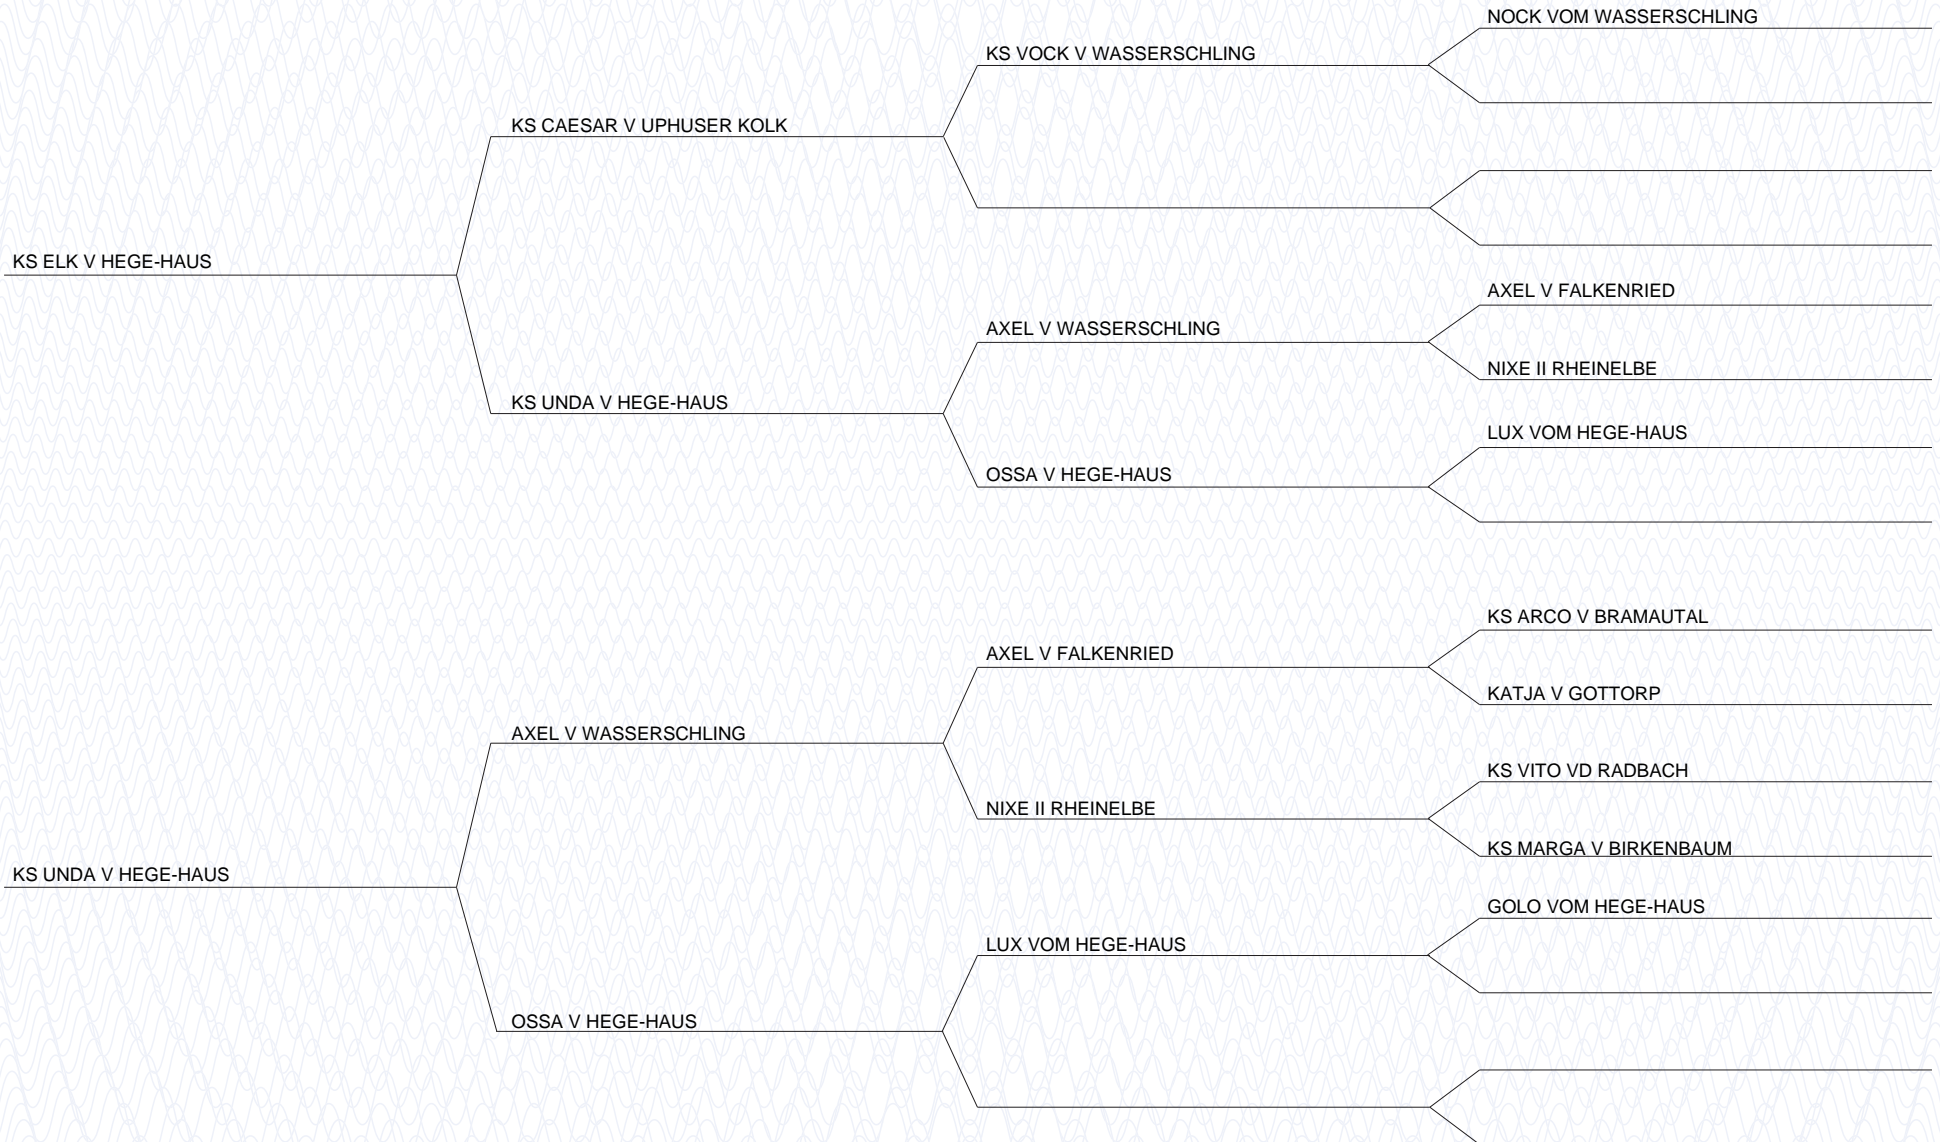 NOCK VOM WASSERSCHLING
KS VOCK V WASSERSCHLING
KS CAESAR V UPHUSER KOLK
KS ELK V HEGE-HAUS
AXEL V FALKENRIED
AXEL V WASSERSCHLING
NIXE II RHEINELBE
KS UNDA V HEGE-HAUS
LUX VOM HEGE-HAUS
OSSA V HEGE-HAUS
KS ARCO V BRAMAUTAL
AXEL V FALKENRIED
KATJA V GOTTORP
AXEL V WASSERSCHLING
KS VITO VD RADBACH
NIXE II RHEINELBE
KS MARGA V BIRKENBAUM
KS UNDA V HEGE-HAUS
GOLO VOM HEGE-HAUS
LUX VOM HEGE-HAUS
OSSA V HEGE-HAUS